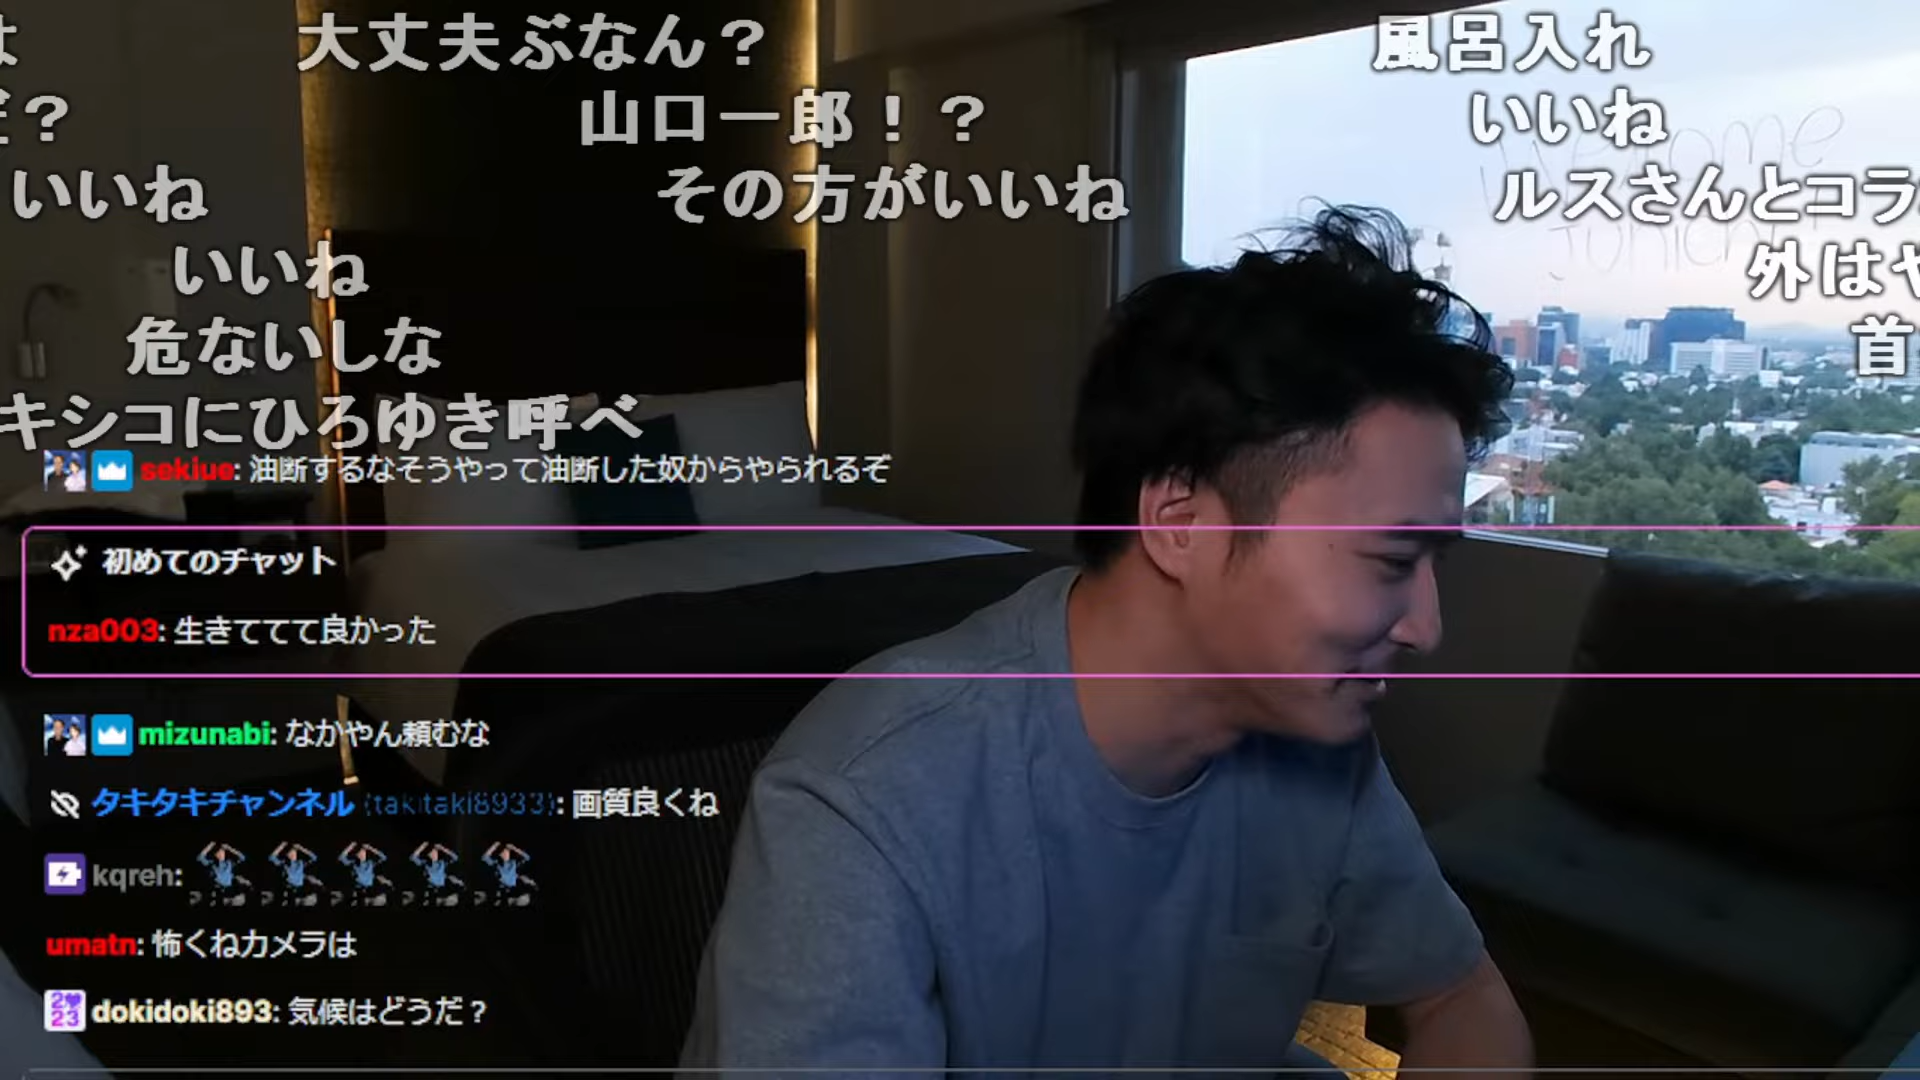 は
大丈夫ぶなん？
風呂入れ
だ？
山口一郎！？
いいね
いいね
その方がいいね
ルスさんとコラ
Welcome
いいね
外はや
危ないしな
首
キシコにひろゆき呼べ
sekiue: 油断するなそうやって油断した奴からやられるぞ
初めてのチャット
nza003: 生きててて良かった
mizunabi: なかやん頼むな
タキタキチャンネル (takitaki8933): 画質良くね
kqreh:
umatn: 怖くねカメラは
2023
dokidoki893: 気候はどうだ？